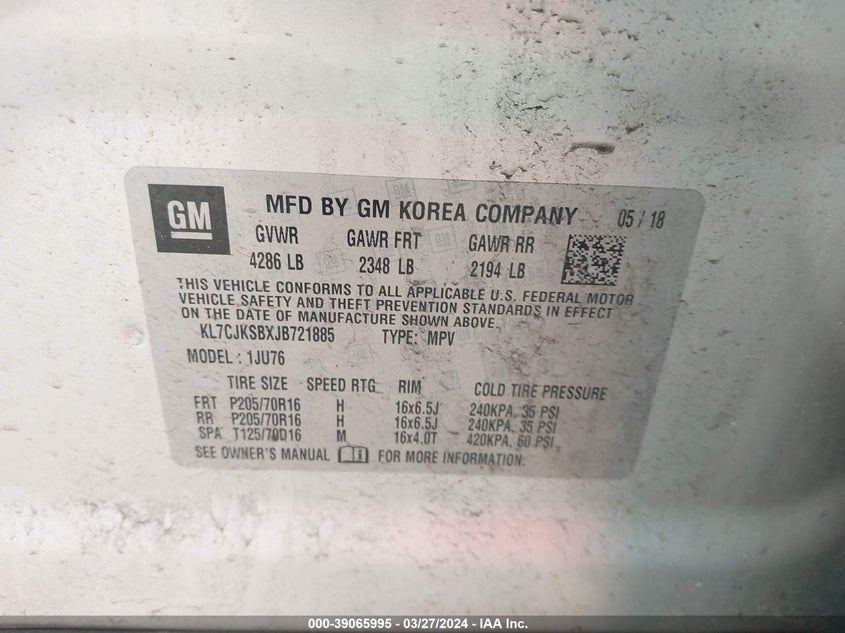 GM MFD BY GM KOREA COMPANY 05/18
GVWR GAWR FRT GAWR RR
4286 LB 2348 LB 2194 LB
THIS VEHICLE CONFORMS TO ALL APPLICABLE U.S. FEDERAL MOTOR
VEHICLE SAFETY AND THEFT PREVENTION STANDARDS IN EFFECT
ON THE DATE OF MANUFACTURE SHOWN ABOVE.
KL7CJKSBXJB721885 TYPE: MPV
MODEL : 1JU76
TIRE SIZE SPEED RTG RIM COLD TIRE PRESSURE
FRT P205/70R16 H 16x6.5J 240KPA, 35 PSI
RR P205/70R16 H 16x6.5J 240KPA, 35 PSI
SPA T125/70D16 M 16x4.0T 420KPA, 60 PSI
SEE OWNER'S MANUAL FOR MORE INFORMATION.
000-39065995 - 03/27/2024 - IAA Inc.